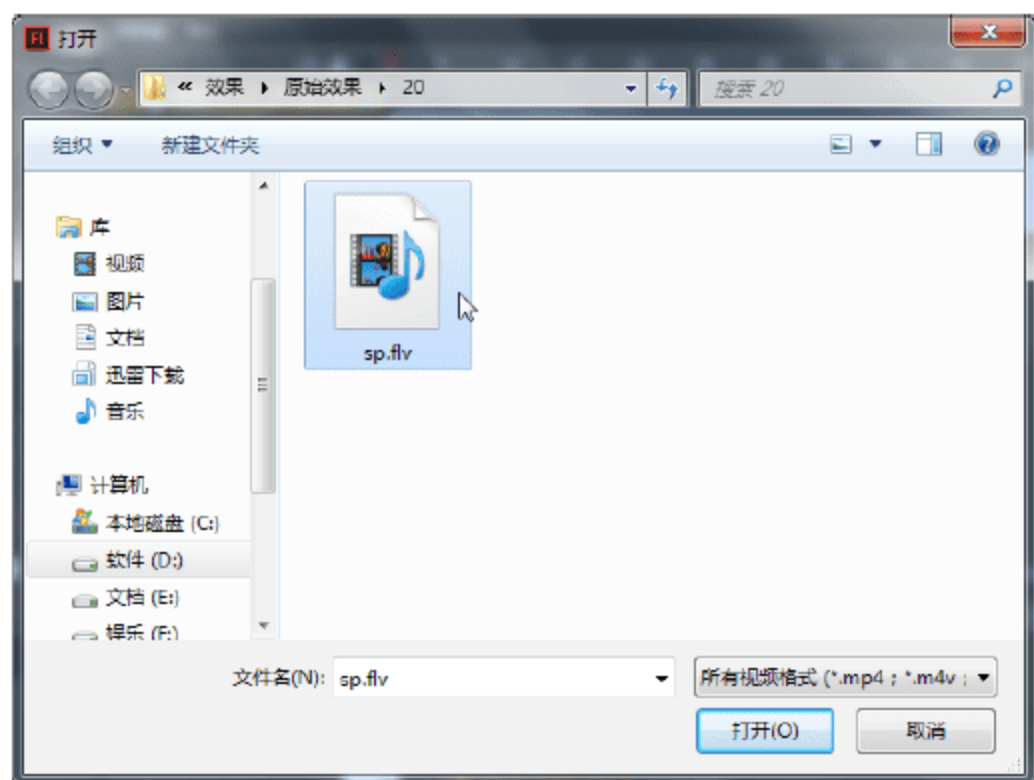 FL 打开
« 效果 ▸ 原始效果 ▸ 20
搜索 20
组织 ▼ 新建文件夹
库
视频
图片
文档
迅雷下载
音乐
计算机
本地磁盘 (C:)
软件 (D:)
文档 (E:)
娱乐 (F:)
sp.flv
文件名(N): sp.flv
所有视频格式 (*.mp4 ; *.m4v ;
打开(O)
取消